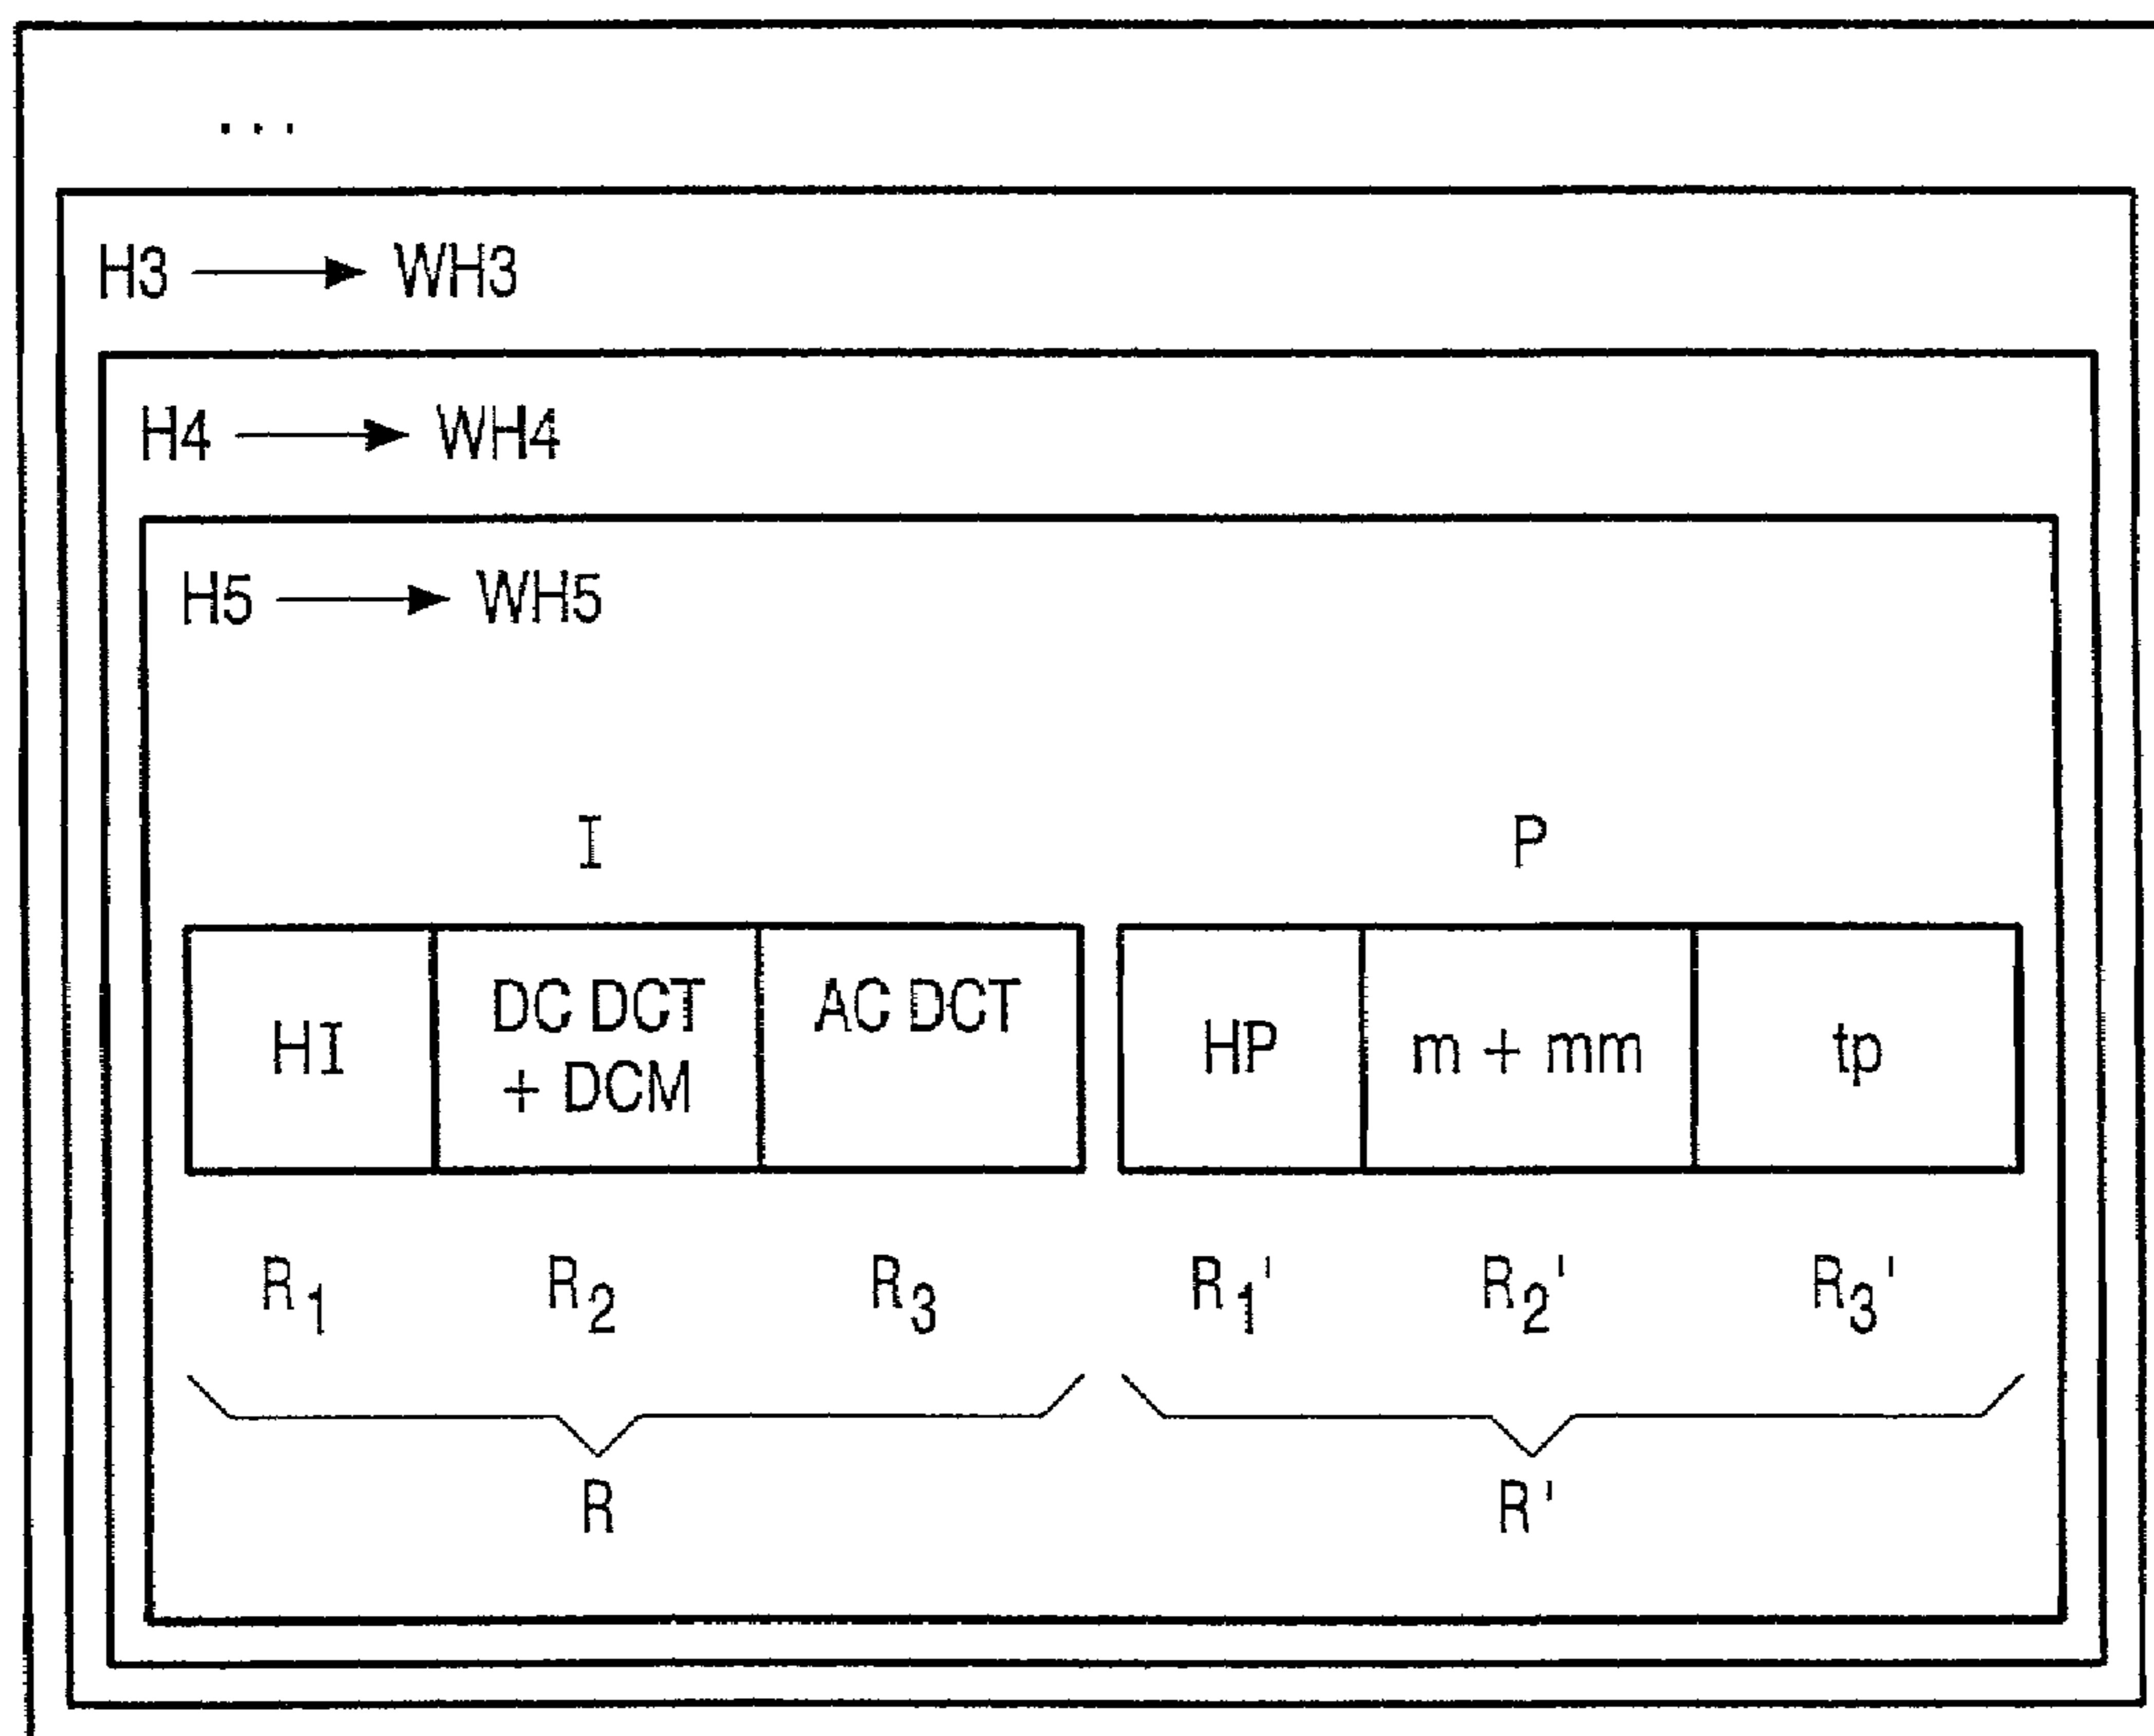 ...
H3 → WH3
H4 → WH4
H5 → WH5
I P
HI DC DCT + DCM AC DCT HP m + mm tp
R1 R2 R3 R1' R2' R3'
R R'